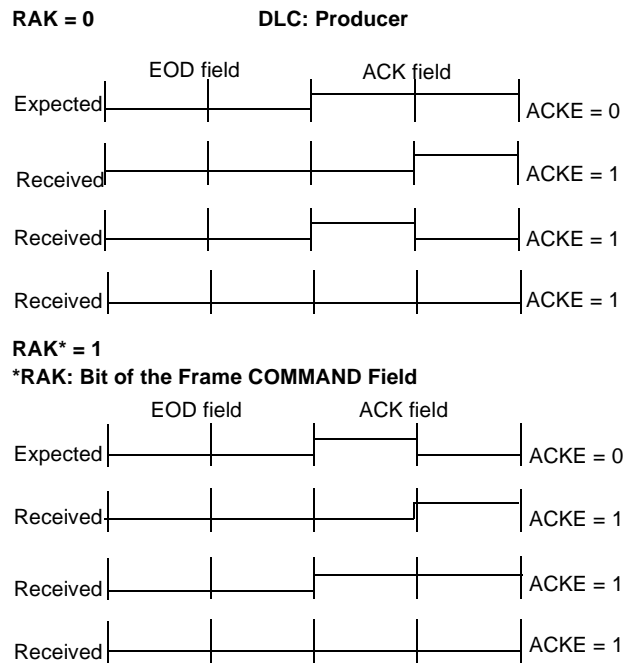 RAK = 0 DLC: Producer
EOD field ACK field
Expected ACKE = 0
Received ACKE = 1
Received ACKE = 1
Received ACKE = 1
RAK* = 1
*RAK: Bit of the Frame COMMAND Field
EOD field ACK field
Expected ACKE = 0
Received ACKE = 1
Received ACKE = 1
Received ACKE = 1